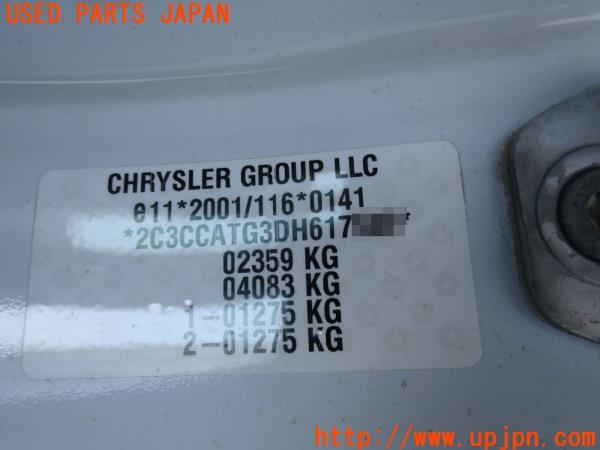 USED PARTS JAPAN
CHRYSLER GROUP LLC
e11*2001/116*0141
*2C3CCATG3DH617
02359 KG
04083 KG
1-01275 KG
2-01275 KG
http://www.upjpn.com